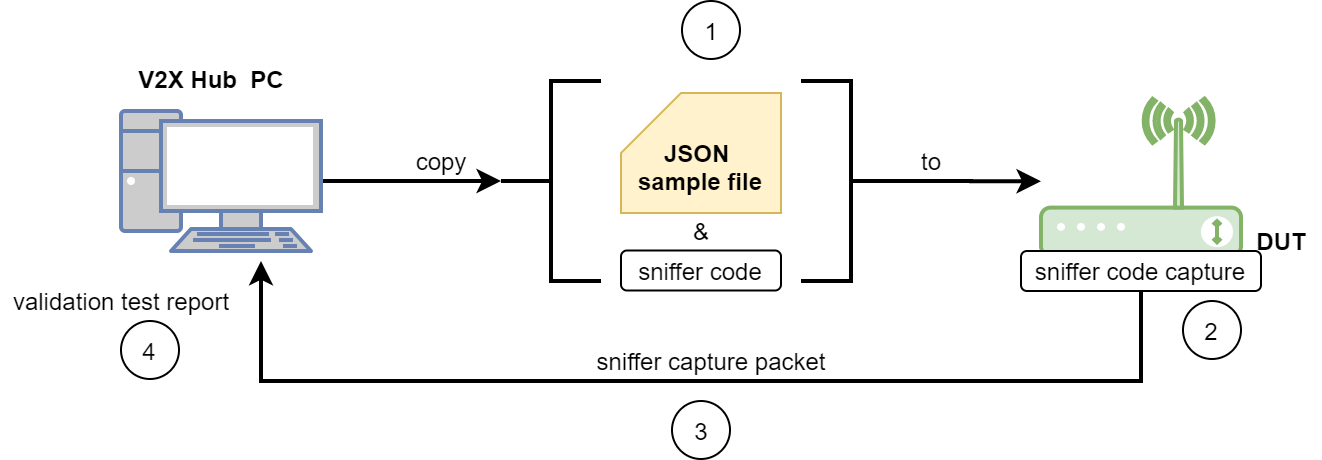 1
V2X Hub PC
copy
JSON
sample file
&
sniffer code
to
DUT
sniffer code capture
2
validation test report
4
sniffer capture packet
3